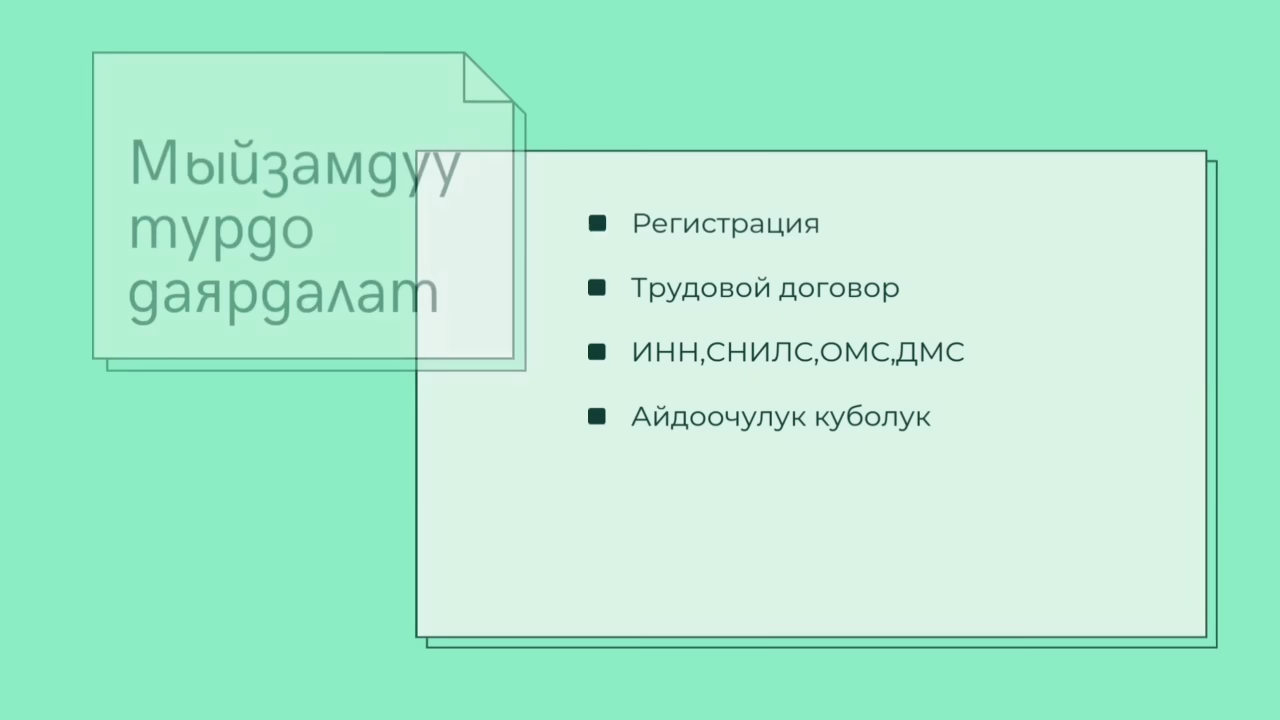 Мыйзамдуу
турдо
даярдалат
Регистрация
Трудовой договор
ИНН,СНИЛС,ОМС,ДМС
Айдоочулук куболук